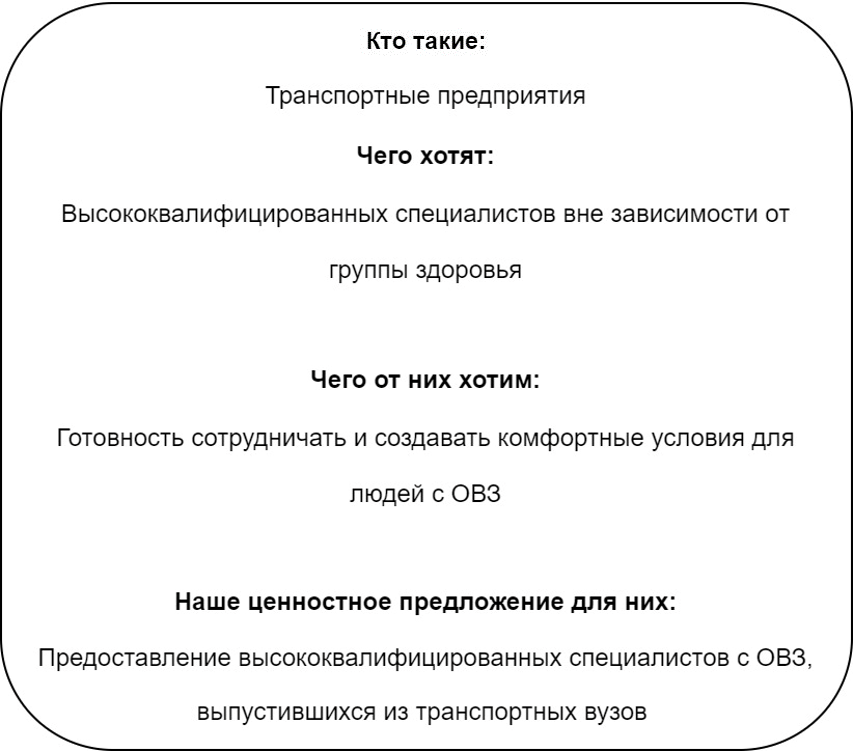 Кто такие:
Транспортные предприятия
Чего хотят:
Высококвалифицированных специалистов вне зависимости от
группы здоровья
Чего от них хотим:
Готовность сотрудничать и создавать комфортные условия для
людей с ОВЗ
Наше ценностное предложение для них:
Предоставление высококвалифицированных специалистов с ОВЗ,
выпустившихся из транспортных вузов